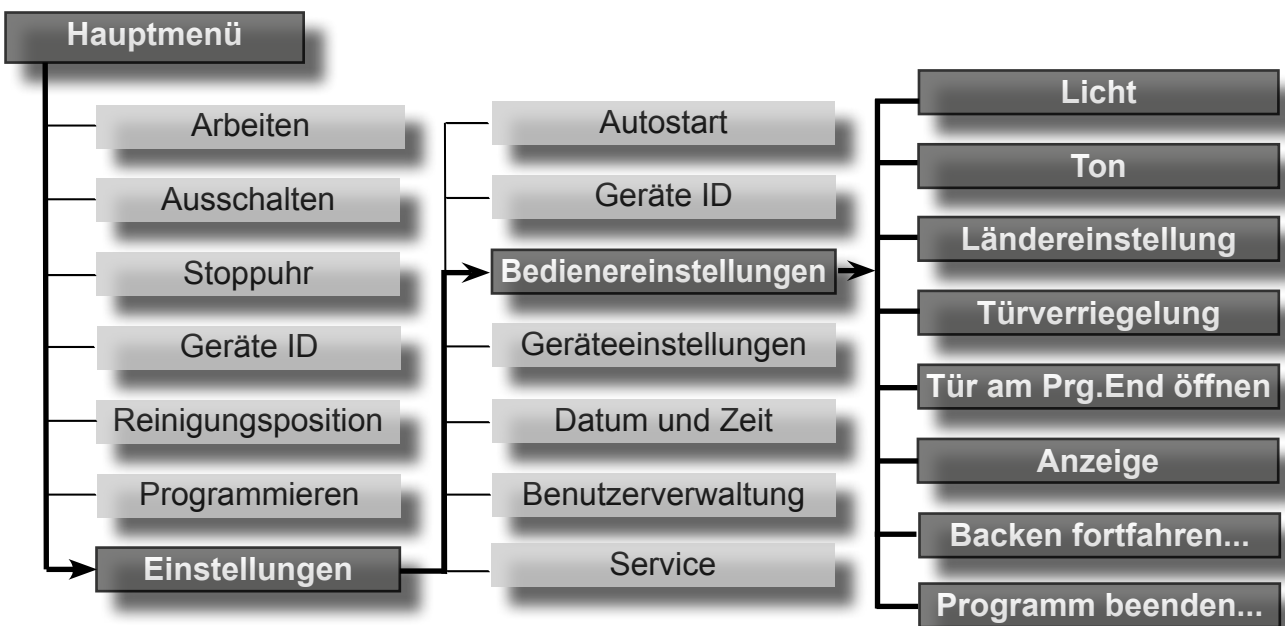 Hauptmenü
Arbeiten
Ausschalten
Stoppuhr
Geräte ID
Reinigungsposition
Programmieren
Einstellungen
Autostart
Geräte ID
Bedienereinstellungen
Geräteeinstellungen
Datum und Zeit
Benutzerverwaltung
Service
Licht
Ton
Ländereinstellung
Türverriegelung
Tür am Prg.End öffnen
Anzeige
Backen fortfahren...
Programm beenden...